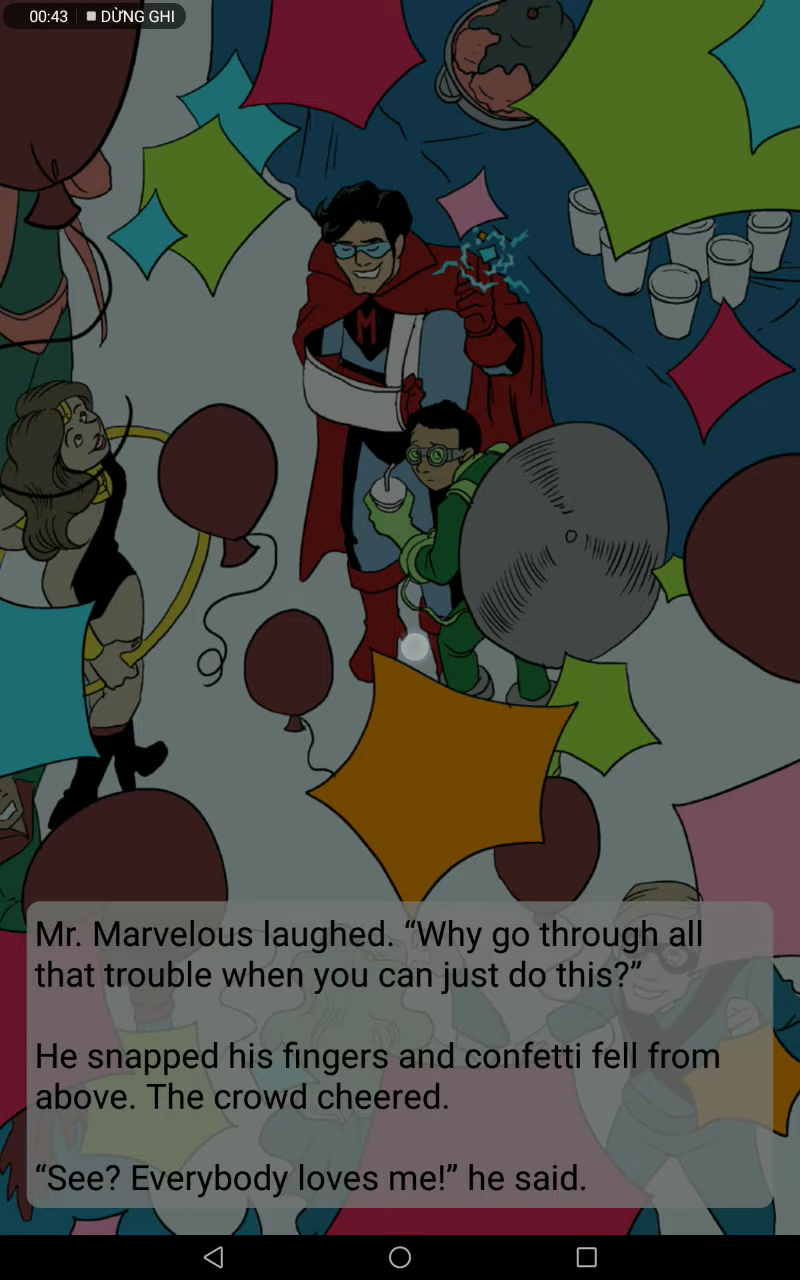 00:43 DỪNG GHI
M
Mr. Marvelous laughed. “Why go through all
that trouble when you can just do this?”
He snapped his fingers and confetti fell from
above. The crowd cheered.
“See? Everybody loves me!” he said.